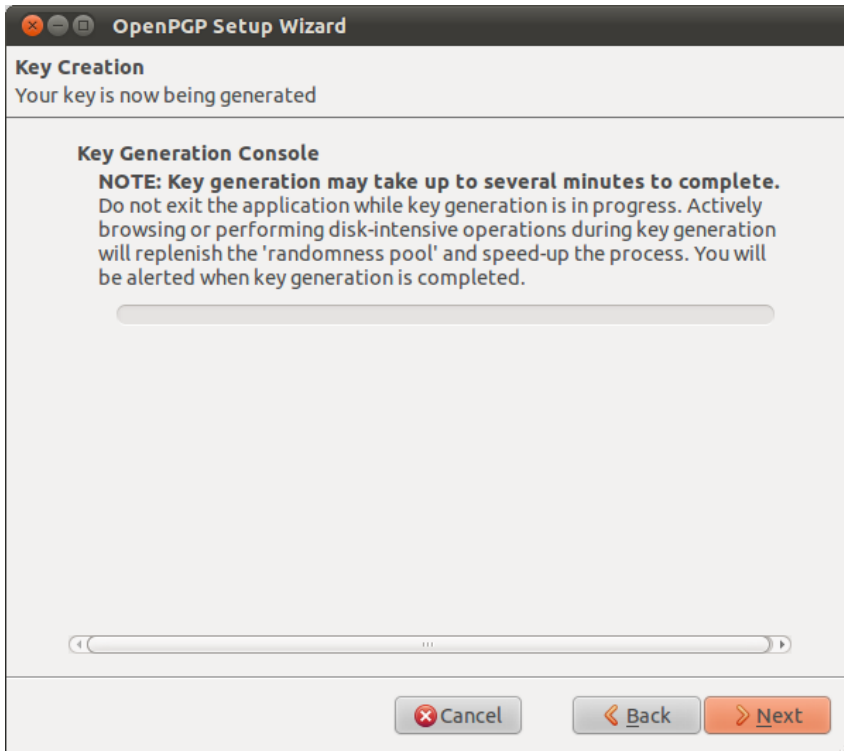 OpenPGP Setup Wizard
Key Creation
Your key is now being generated
Key Generation Console
NOTE: Key generation may take up to several minutes to complete.
Do not exit the application while key generation is in progress. Actively
browsing or performing disk-intensive operations during key generation
will replenish the 'randomness pool' and speed-up the process. You will
be alerted when key generation is completed.
Cancel
Back
Next